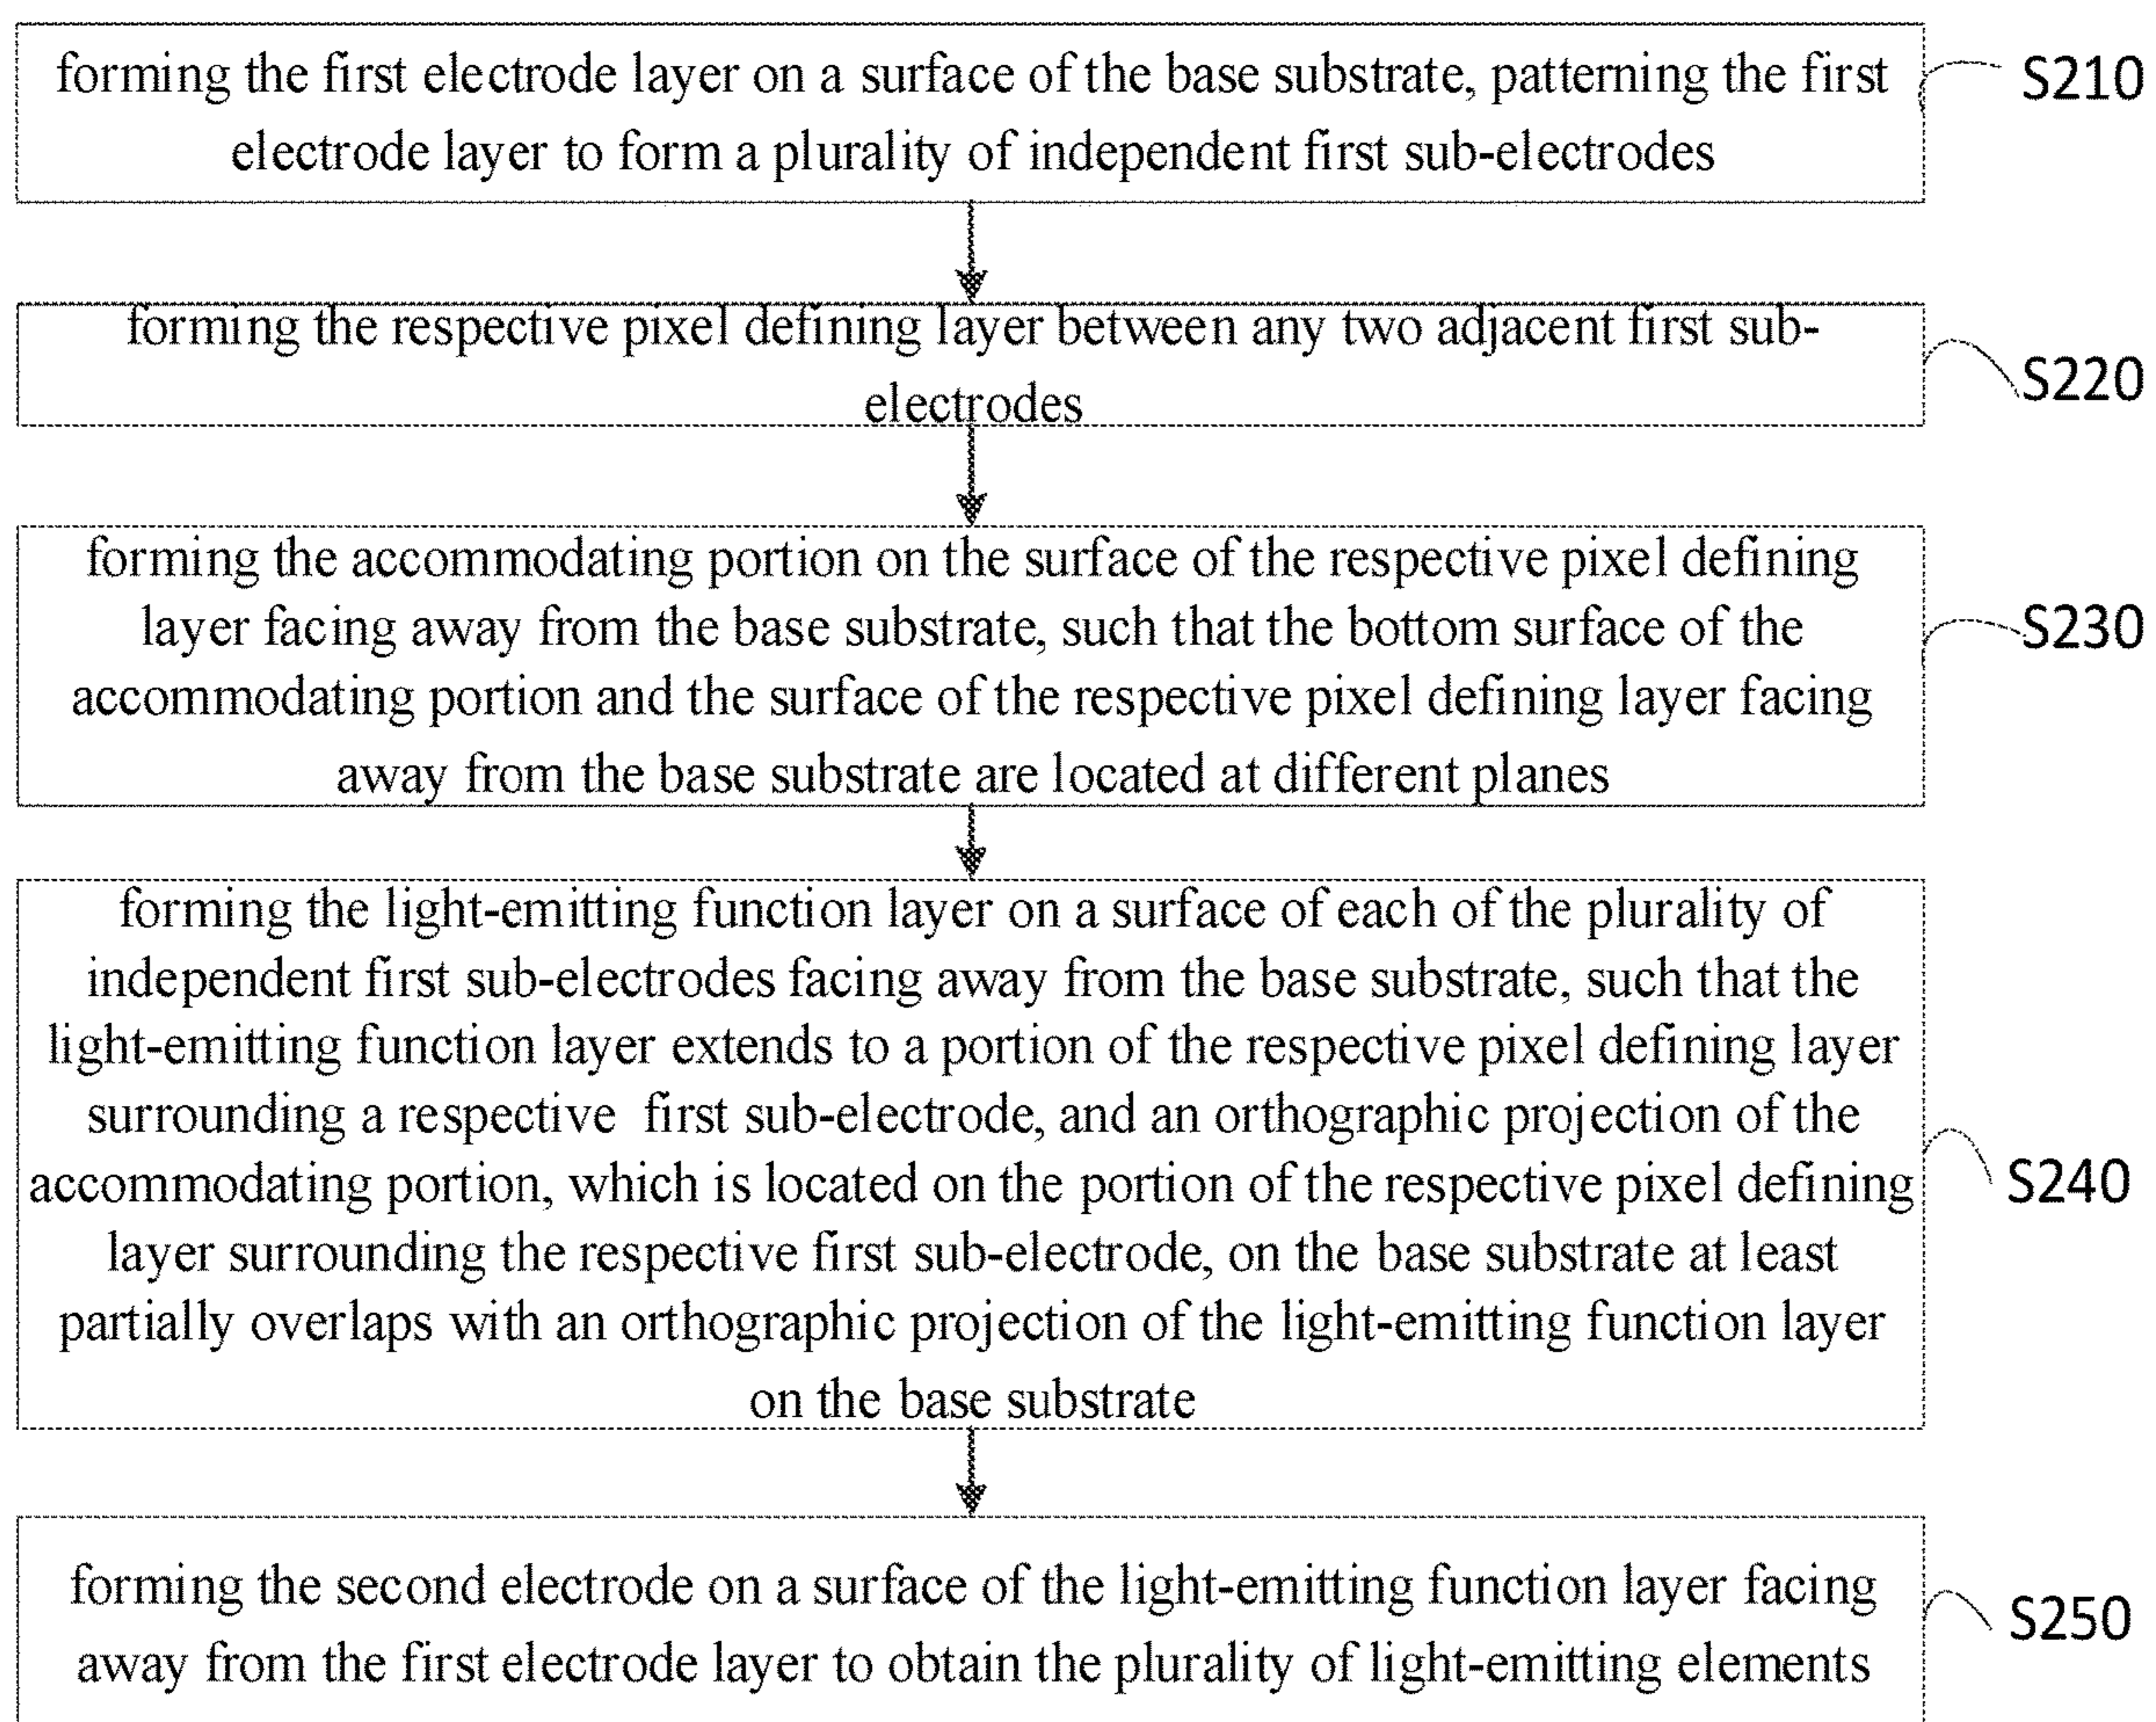 forming the first electrode layer on a surface of the base substrate, patterning the first
electrode layer to form a plurality of independent first sub-electrodes
S210
forming the respective pixel defining layer between any two adjacent first sub-
electrodes
S220
forming the accommodating portion on the surface of the respective pixel defining
layer facing away from the base substrate, such that the bottom surface of the
accommodating portion and the surface of the respective pixel defining layer facing
away from the base substrate are located at different planes
S230
forming the light-emitting function layer on a surface of each of the plurality of
independent first sub-electrodes facing away from the base substrate, such that the
light-emitting function layer extends to a portion of the respective pixel defining layer
surrounding a respective first sub-electrode, and an orthographic projection of the
accommodating portion, which is located on the portion of the respective pixel defining
layer surrounding the respective first sub-electrode, on the base substrate at least
partially overlaps with an orthographic projection of the light-emitting function layer
on the base substrate
S240
forming the second electrode on a surface of the light-emitting function layer facing
away from the first electrode layer to obtain the plurality of light-emitting elements
S250